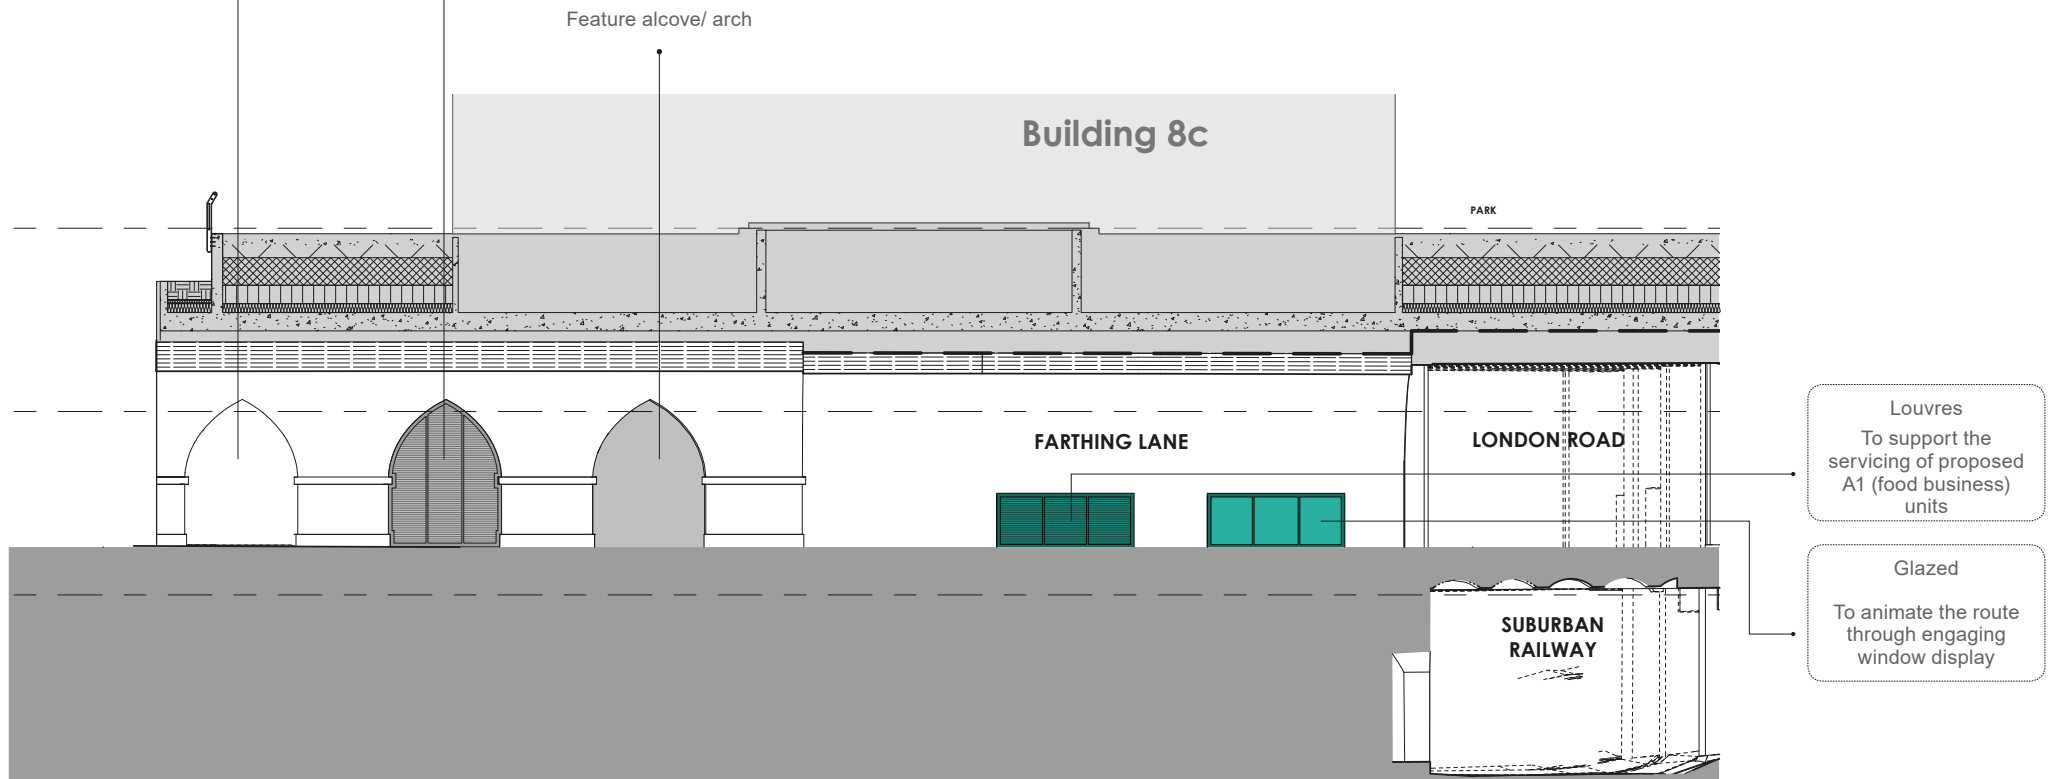 Feature alcove/ arch
Building 8c
PARK
FARTHING LANE
LONDON ROAD
Louvres
To support the
servicing of proposed
A1 (food business)
units
Glazed
To animate the route
through engaging
window display
SUBURBAN
RAILWAY